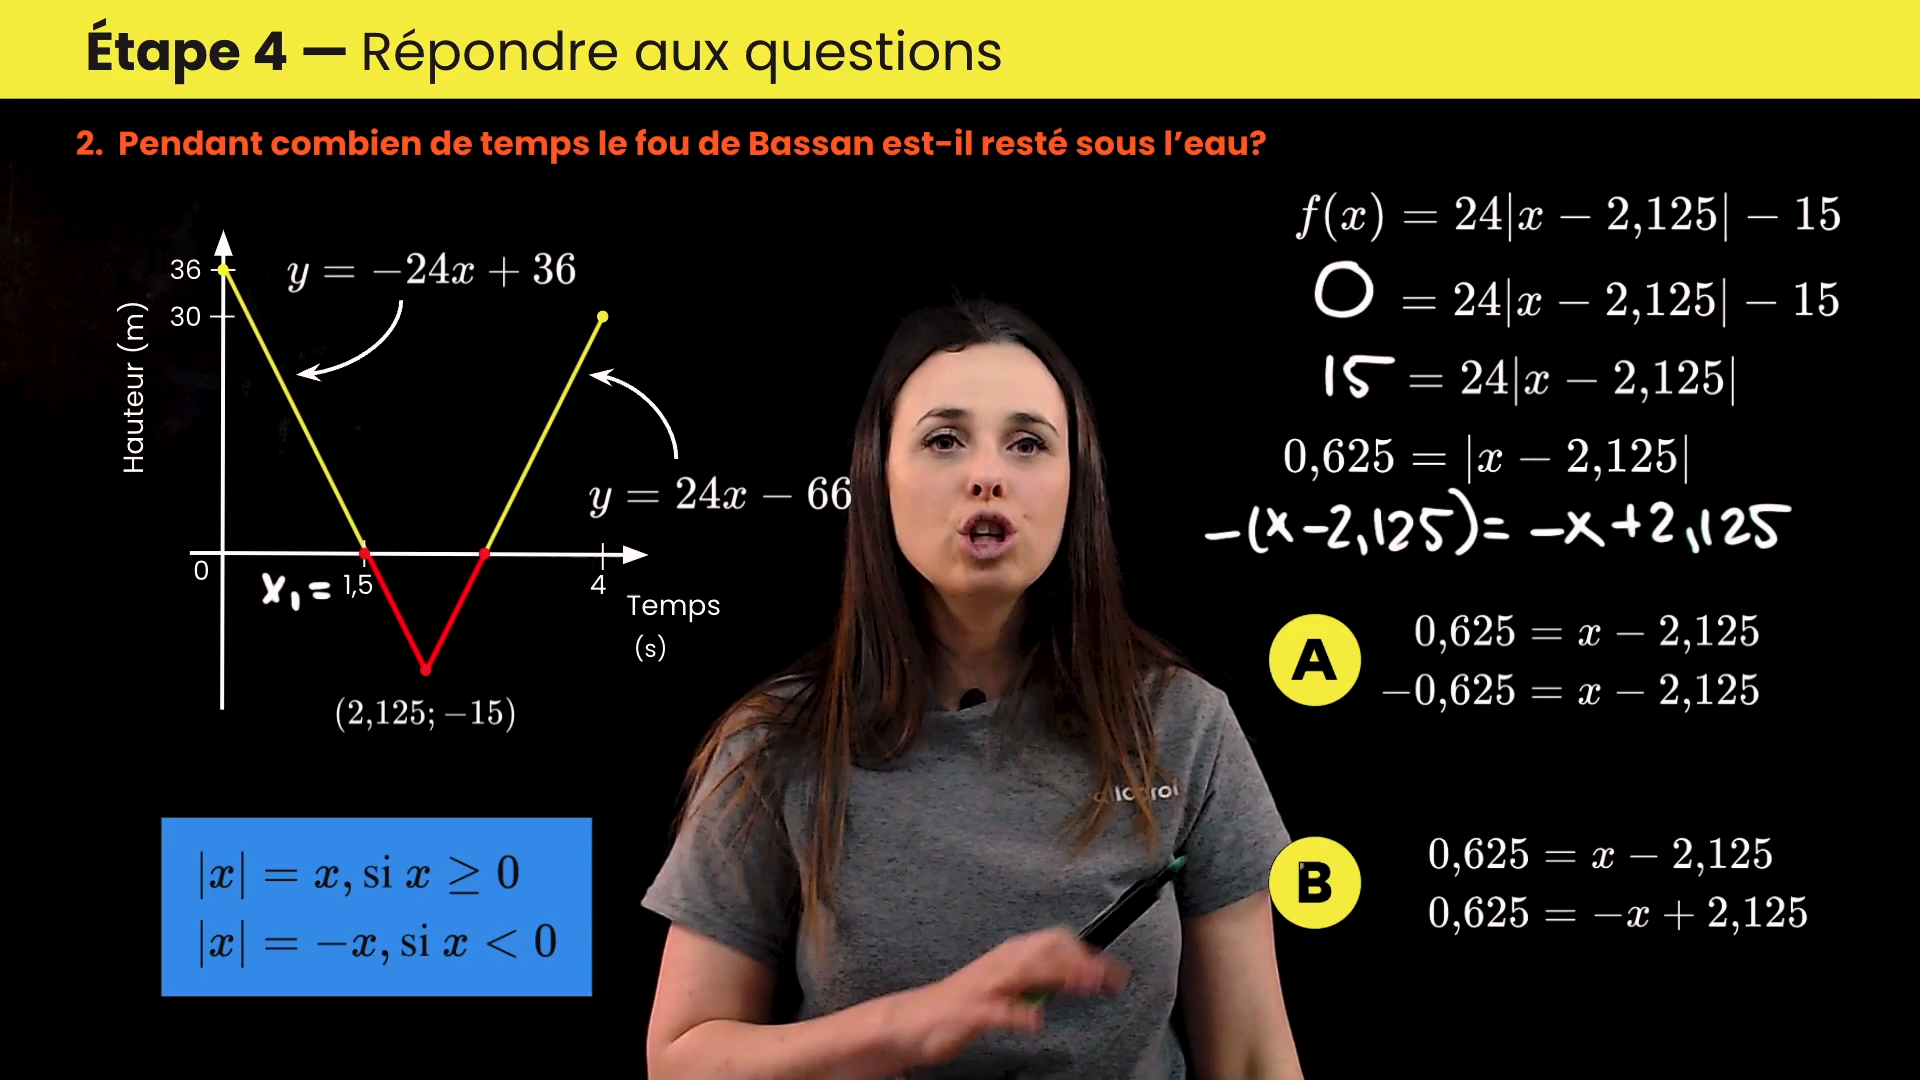 Étape 4 — Répondre aux questions
2. Pendant combien de temps le fou de Bassan est-il resté sous l'eau?
36
30
Hauteur (m)
y = −24x + 36
y = 24x − 66
0
x₁ = 1,5
4
Temps
(s)
(2,125; −15)
|x| = x, si x ≥ 0
|x| = −x, si x < 0
f(x) = 24|x − 2,125| − 15
0 = 24|x − 2,125| − 15
15 = 24|x − 2,125|
0,625 = |x − 2,125|
−(x−2,125) = −x+2,125
A
0,625 = x − 2,125
−0,625 = x − 2,125
B
0,625 = x − 2,125
0,625 = −x + 2,125